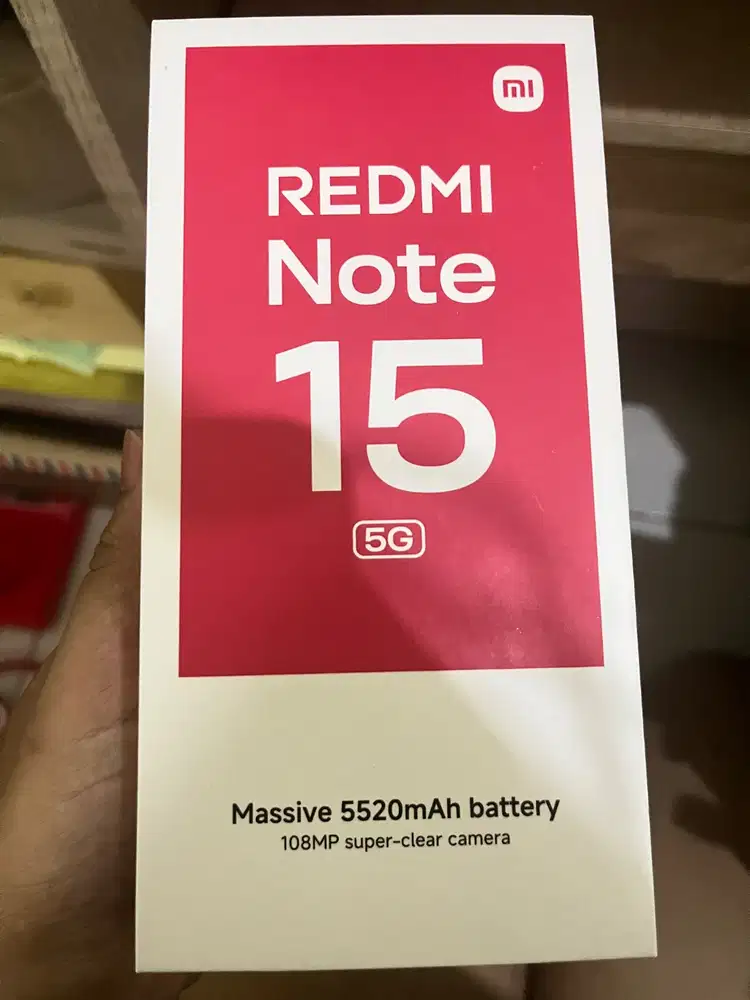 mi
REDMI
Note
15
5G
Massive 5520mAh battery
108MP super-clear camera